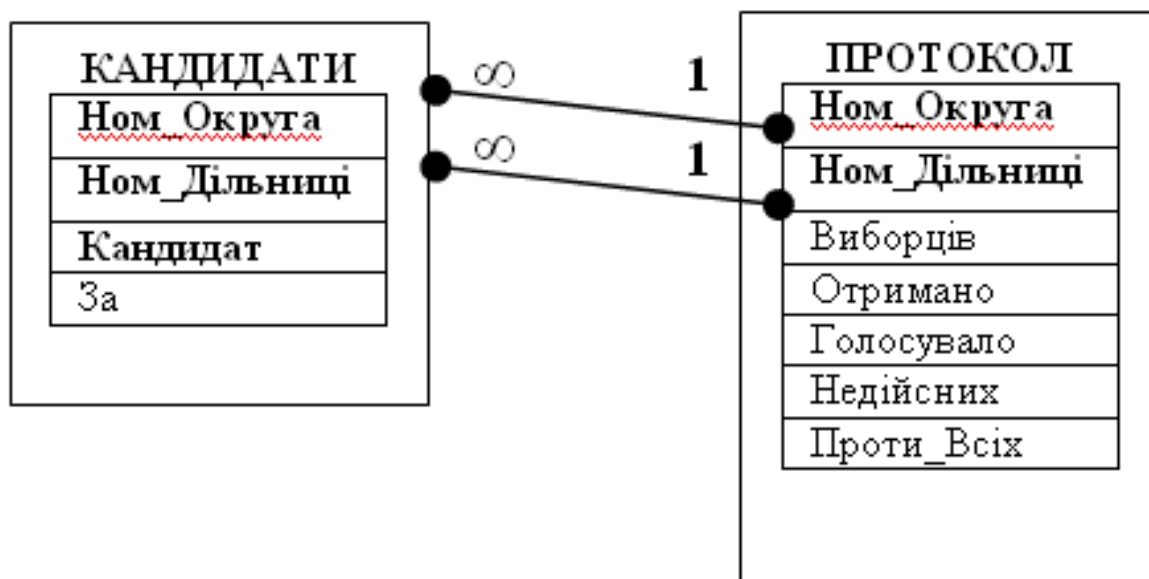 КАНДИДАТИ
Ном_Округа
Ном_Дільниці
Кандидат
За
∞ 1
∞ 1
ПРОТОКОЛ
Ном_Округа
Ном_Дільниці
Виборців
Отримано
Голосувало
Недійсних
Проти_Всіх